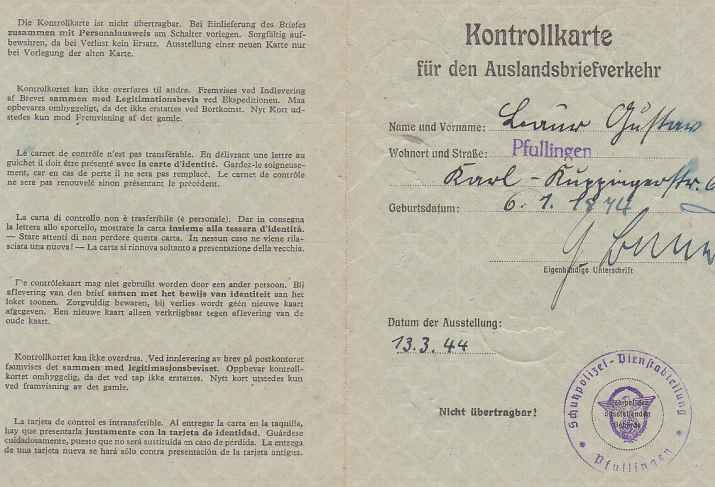 Die Kontrollkarte ist nicht übertragbar. Bei Einlieferung des Briefes
zusammen mit Personalausweis am Schalter vorlegen. Sorgfältig auf-
bewahren, da bei Verlust kein Ersatz. Ausstellung einer neuen Karte nur
bei Vorlegung der alten Karte.
Kontrolkortet kan ikke overføres til andre. Fremvises ved Indlevering
af Brevet sammen med Legitimationsbevis ved Ekspeditionen. Maa
opbevares omhyggeligt, da det ikke erstattes ved Bortkomst. Nyt Kort ud-
stedes kun mod Fremvisning af det gamle.
Le carnet de contrôle n'est pas transférable. En délivrant une lettre au
guichet il doit être présenté avec la carte d'identité. Gardez-le soigneuse-
ment, car en cas de perte il ne sera pas remplacé. Le carnet de contrôle
ne sera pas renouvelé sinon présentant le précédent.
La carta di controllo non è trasferibile (è personale). Dar in consegna
la lettera allo sportello, mostrare la carta insieme alla tessera d'identità.
— Stare attenti di non perdere questa carta. In nessun caso ne viene rila-
sciata una nuova! — La carta si rinnova soltanto a presentazione della vecchia.
De contrôlekaart mag niet gebruikt worden door een ander persoon. Bij
aflevering van den brief samen met het bewijs van identiteit aan het
loket toonen. Zorgvuldig bewaren, bij verlies wordt géén nieuwe kaart
afgegeven. Een nieuwe kaart alleen verkrijgbaar tegen aflevering van de
oude kaart.
Kontrollkortet kan ikke overdras. Ved innlevering av brev på postkontoret
framvises det sammen med legitimasjonsbeviset. Oppbevar kontroll-
kortet omhyggelig, da det ved tap ikke erstattes. Nytt kort utstedes kun
ved framvisning av det gamle.
La tarjeta de control es intransferible. Al entregar la carta en la taquilla,
hay que presentarla juntamente con la tarjeta de identidad. Guárdese
cuidadosamente, puesto que no será sustituida en caso de pérdida. La entrega
de una tarjeta nueva se hará sólo contra presentación de la tarjeta antigua.
Kontrollkarte
für den Auslandsbriefverkehr
Name und Vorname: Laur Gustav
Wohnort und Straße: Pfullingen
Karl-Kuppingerstr. 6
Geburtsdatum: 6. 1. 1874
G Laur
Eigenhändige Unterschrift
Datum der Ausstellung:
13. 3. 44
Nicht übertragbar!
Schutzpolizei-Dienstabteilung
Pfullingen